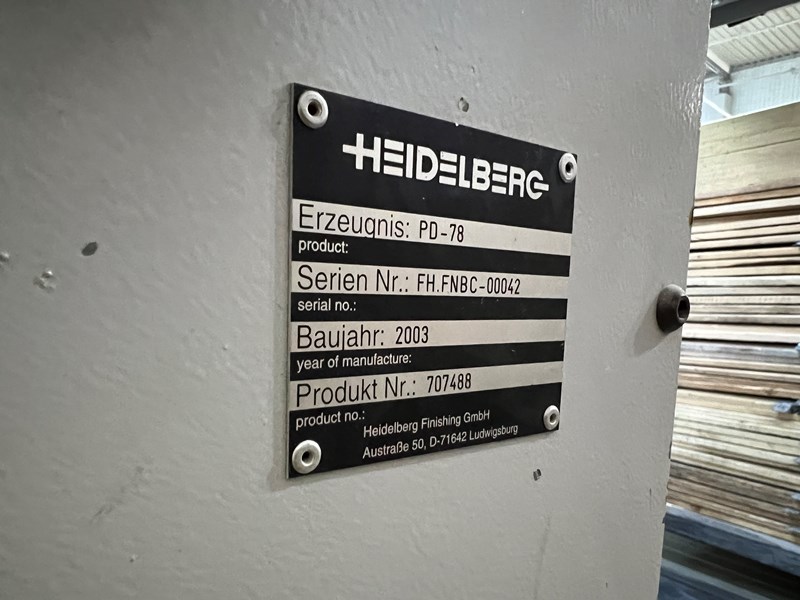 HEIDELBERG
Erzeugnis: PD-78
product:
Serien Nr.: FH.FNBC-00042
serial no.:
Baujahr: 2003
year of manufacture:
Produkt Nr.: 707488
product no.:
Heidelberg Finishing GmbH
Austraße 50, D-71642 Ludwigsburg